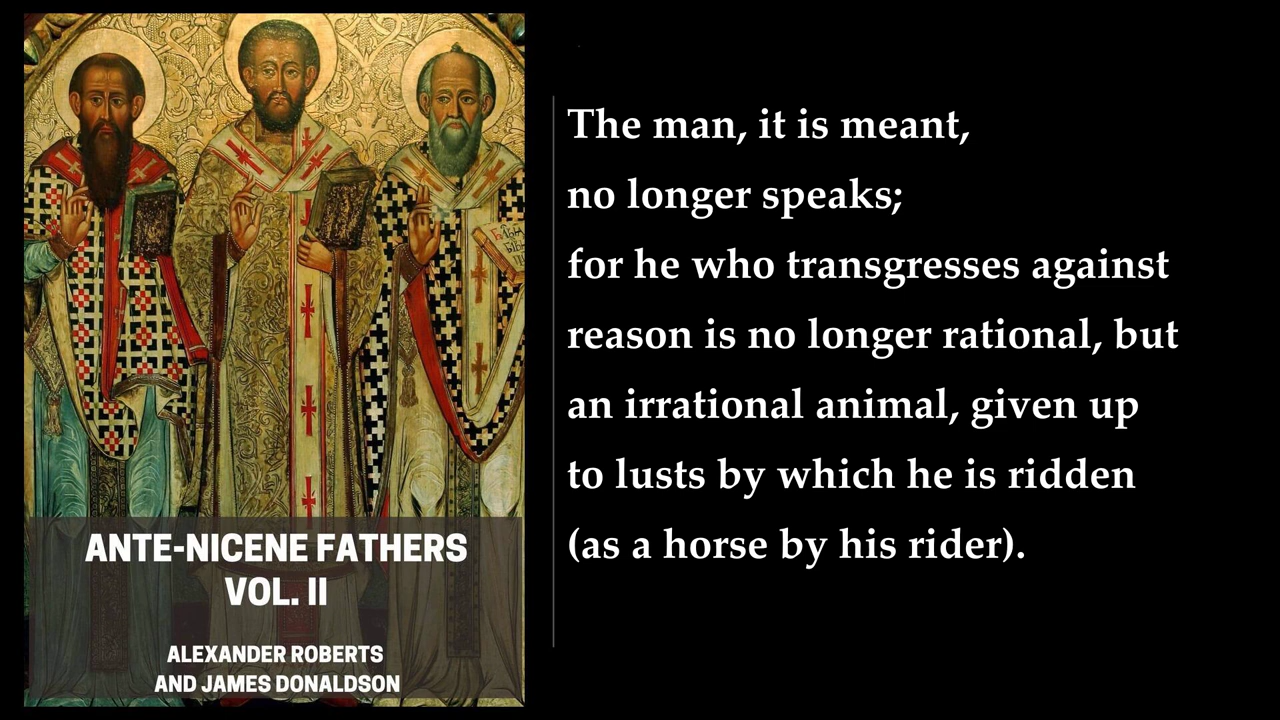 ANTE-NICENE FATHERS
VOL. II
ALEXANDER ROBERTS
AND JAMES DONALDSON
The man, it is meant,
no longer speaks;
for he who transgresses against
reason is no longer rational, but
an irrational animal, given up
to lusts by which he is ridden
(as a horse by his rider).